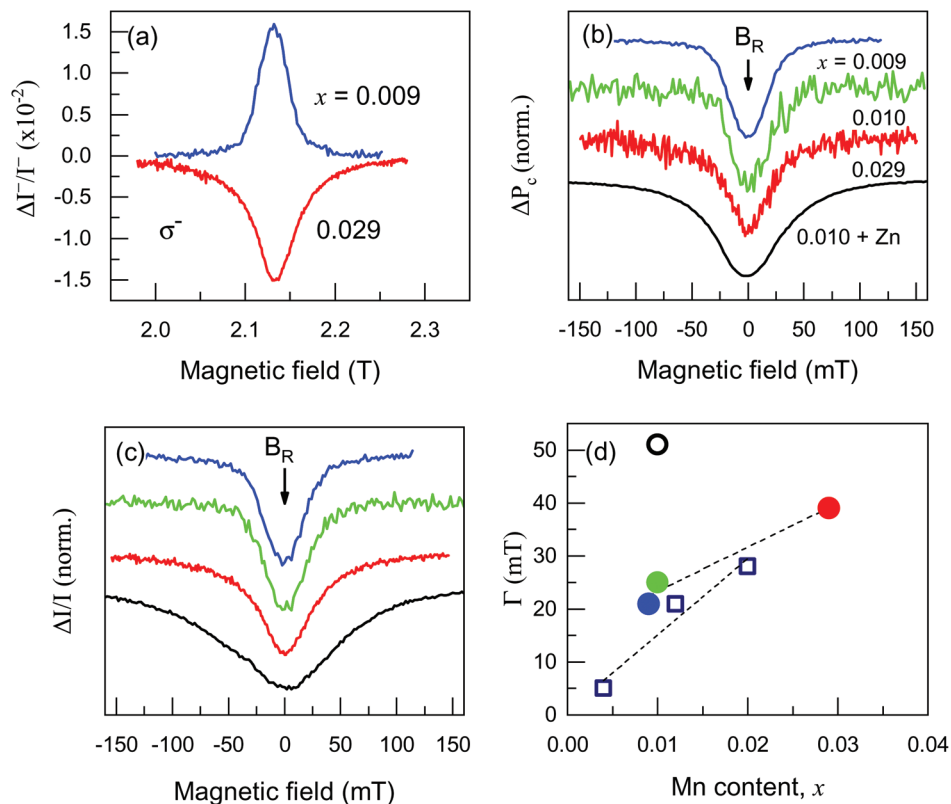 (a)
1.5
1.0
0.5
0.0
-0.5
-1.0
-1.5
ΔI⁻/I⁻ (x10⁻²)
x = 0.009
0.029
σ⁻
2.0 2.1 2.2 2.3
Magnetic field (T)
(b)
B_R
x = 0.009
0.010
0.029
0.010 + Zn
ΔP_c (norm.)
-150 -100 -50 0 50 100 150
Magnetic field (mT)
(c)
B_R
ΔI/I (norm.)
-150 -100 -50 0 50 100 150
Magnetic field (mT)
(d)
50
40
30
20
10
0
Γ (mT)
0.00 0.01 0.02 0.03 0.04
Mn content, x